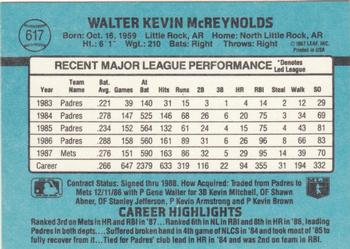 617
WALTER KEVIN McREYNOLDS
Born: Oct. 16, 1959 Little Rock, AR Home: North Little Rock, AR
Ht.: 6' 1" Wgt.: 210 Bats: Right Throws: Right
©1987 LEAF, INC.
Printed in USA
RECENT MAJOR LEAGUE PERFORMANCE *Denotes Led League
Year Team Name Bat. Avg. Games At Bat Hits Runs 2B 3B HR RBI Steal Walk SO
1983 Padres .221 39 140 31 15 3 1 4 14 2 12 29
1984 Padres .278 147 525 146 68 26 6 20 75 3 34 69
1985 Padres .234 152 564 132 61 24 4 15 75 4 43 81
1986 Padres .288 158 560 161 89 31 6 26 96 8 66 83
1987 Mets .276 151 590 163 86 32 5 29 95 14 39 70
Career .266 647 2379 633 319 116 22 94 355 31 194 332
Contract Status: Signed thru 1988. How Acquired: Traded from Padres to Mets 12/11/86 with P Gene Walter for 3B Kevin Mitchell, OF Shawn Abner, OF Stanley Jefferson, P Kevin Armstrong and P Kevin Brown
CAREER HIGHLIGHTS
Ranked 3rd on Mets in HR and RBI in '87... Ranked 6th in NL in RBI and 8th in HR in '86, leading Padres in both depts.... Suffered broken hand in 4th game of NLCS in '84 and took most of '85 to fully recover from it... Tied for Padres' club lead in HR in '84 and was 2nd on team in RBI.